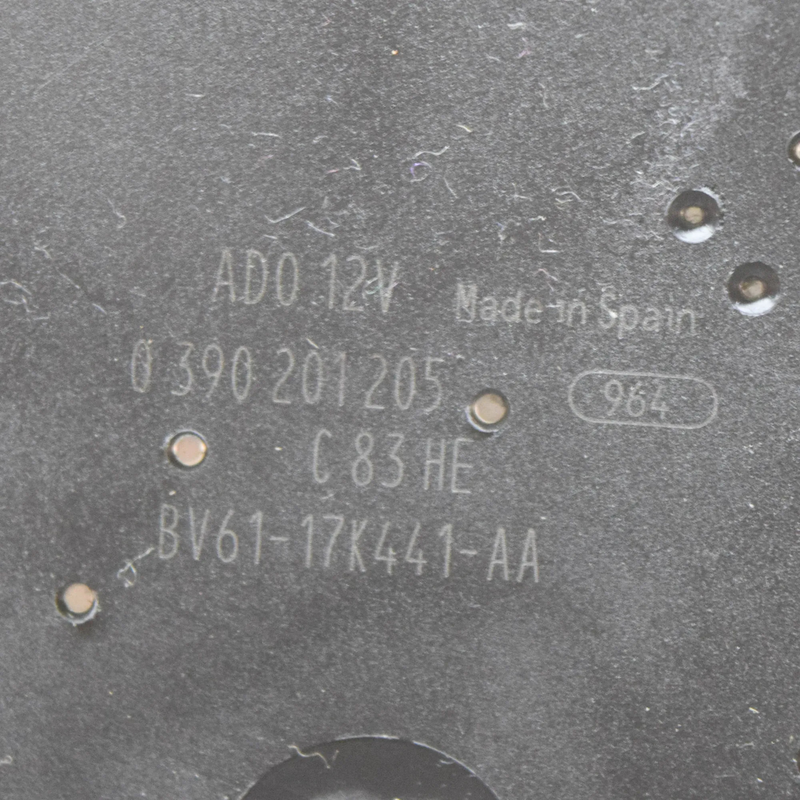 ADO 12V
Made in Spain
0 390 201 205
964
C 83 HE
BV61-17K441-AA